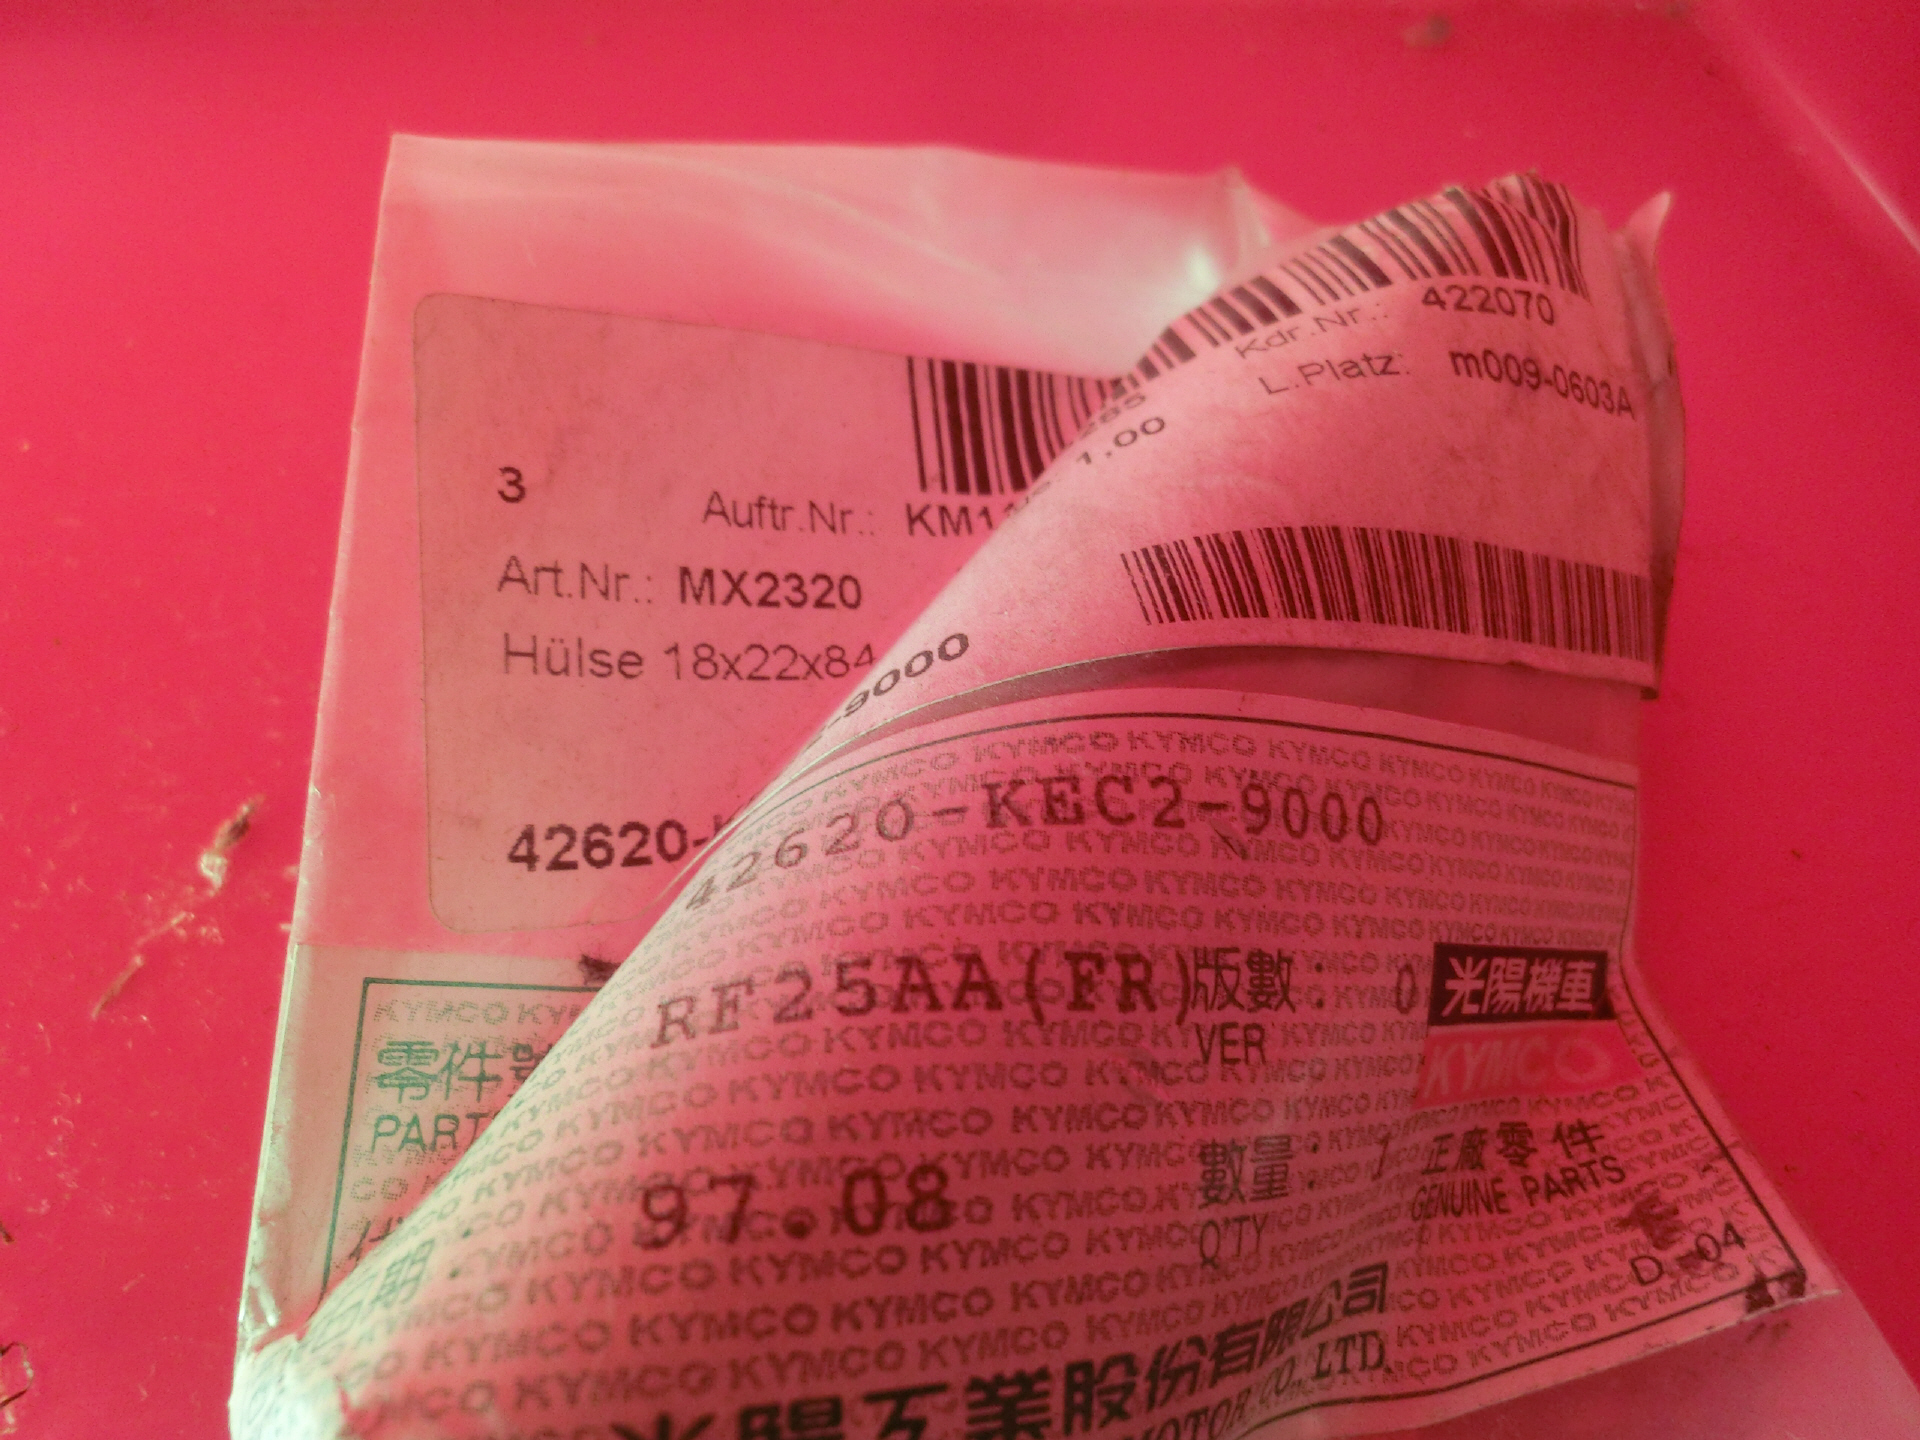 Kdr.Nr.: 422070
L.Platz: m009-0603A
1.00
3
Auftr.Nr.: KM11
Art.Nr.: MX2320
Hülse 18x22x84
-9000
42620-
42620-KEC2-9000
RF25AA(FR) 版數: 0 光陽機車
VER KYMCO
零件
PART
數量: 1 正廠零件
97.08 Q'TY GENUINE PARTS
D -04
光陽工業股份有限公司
MOTOR CO., LTD.